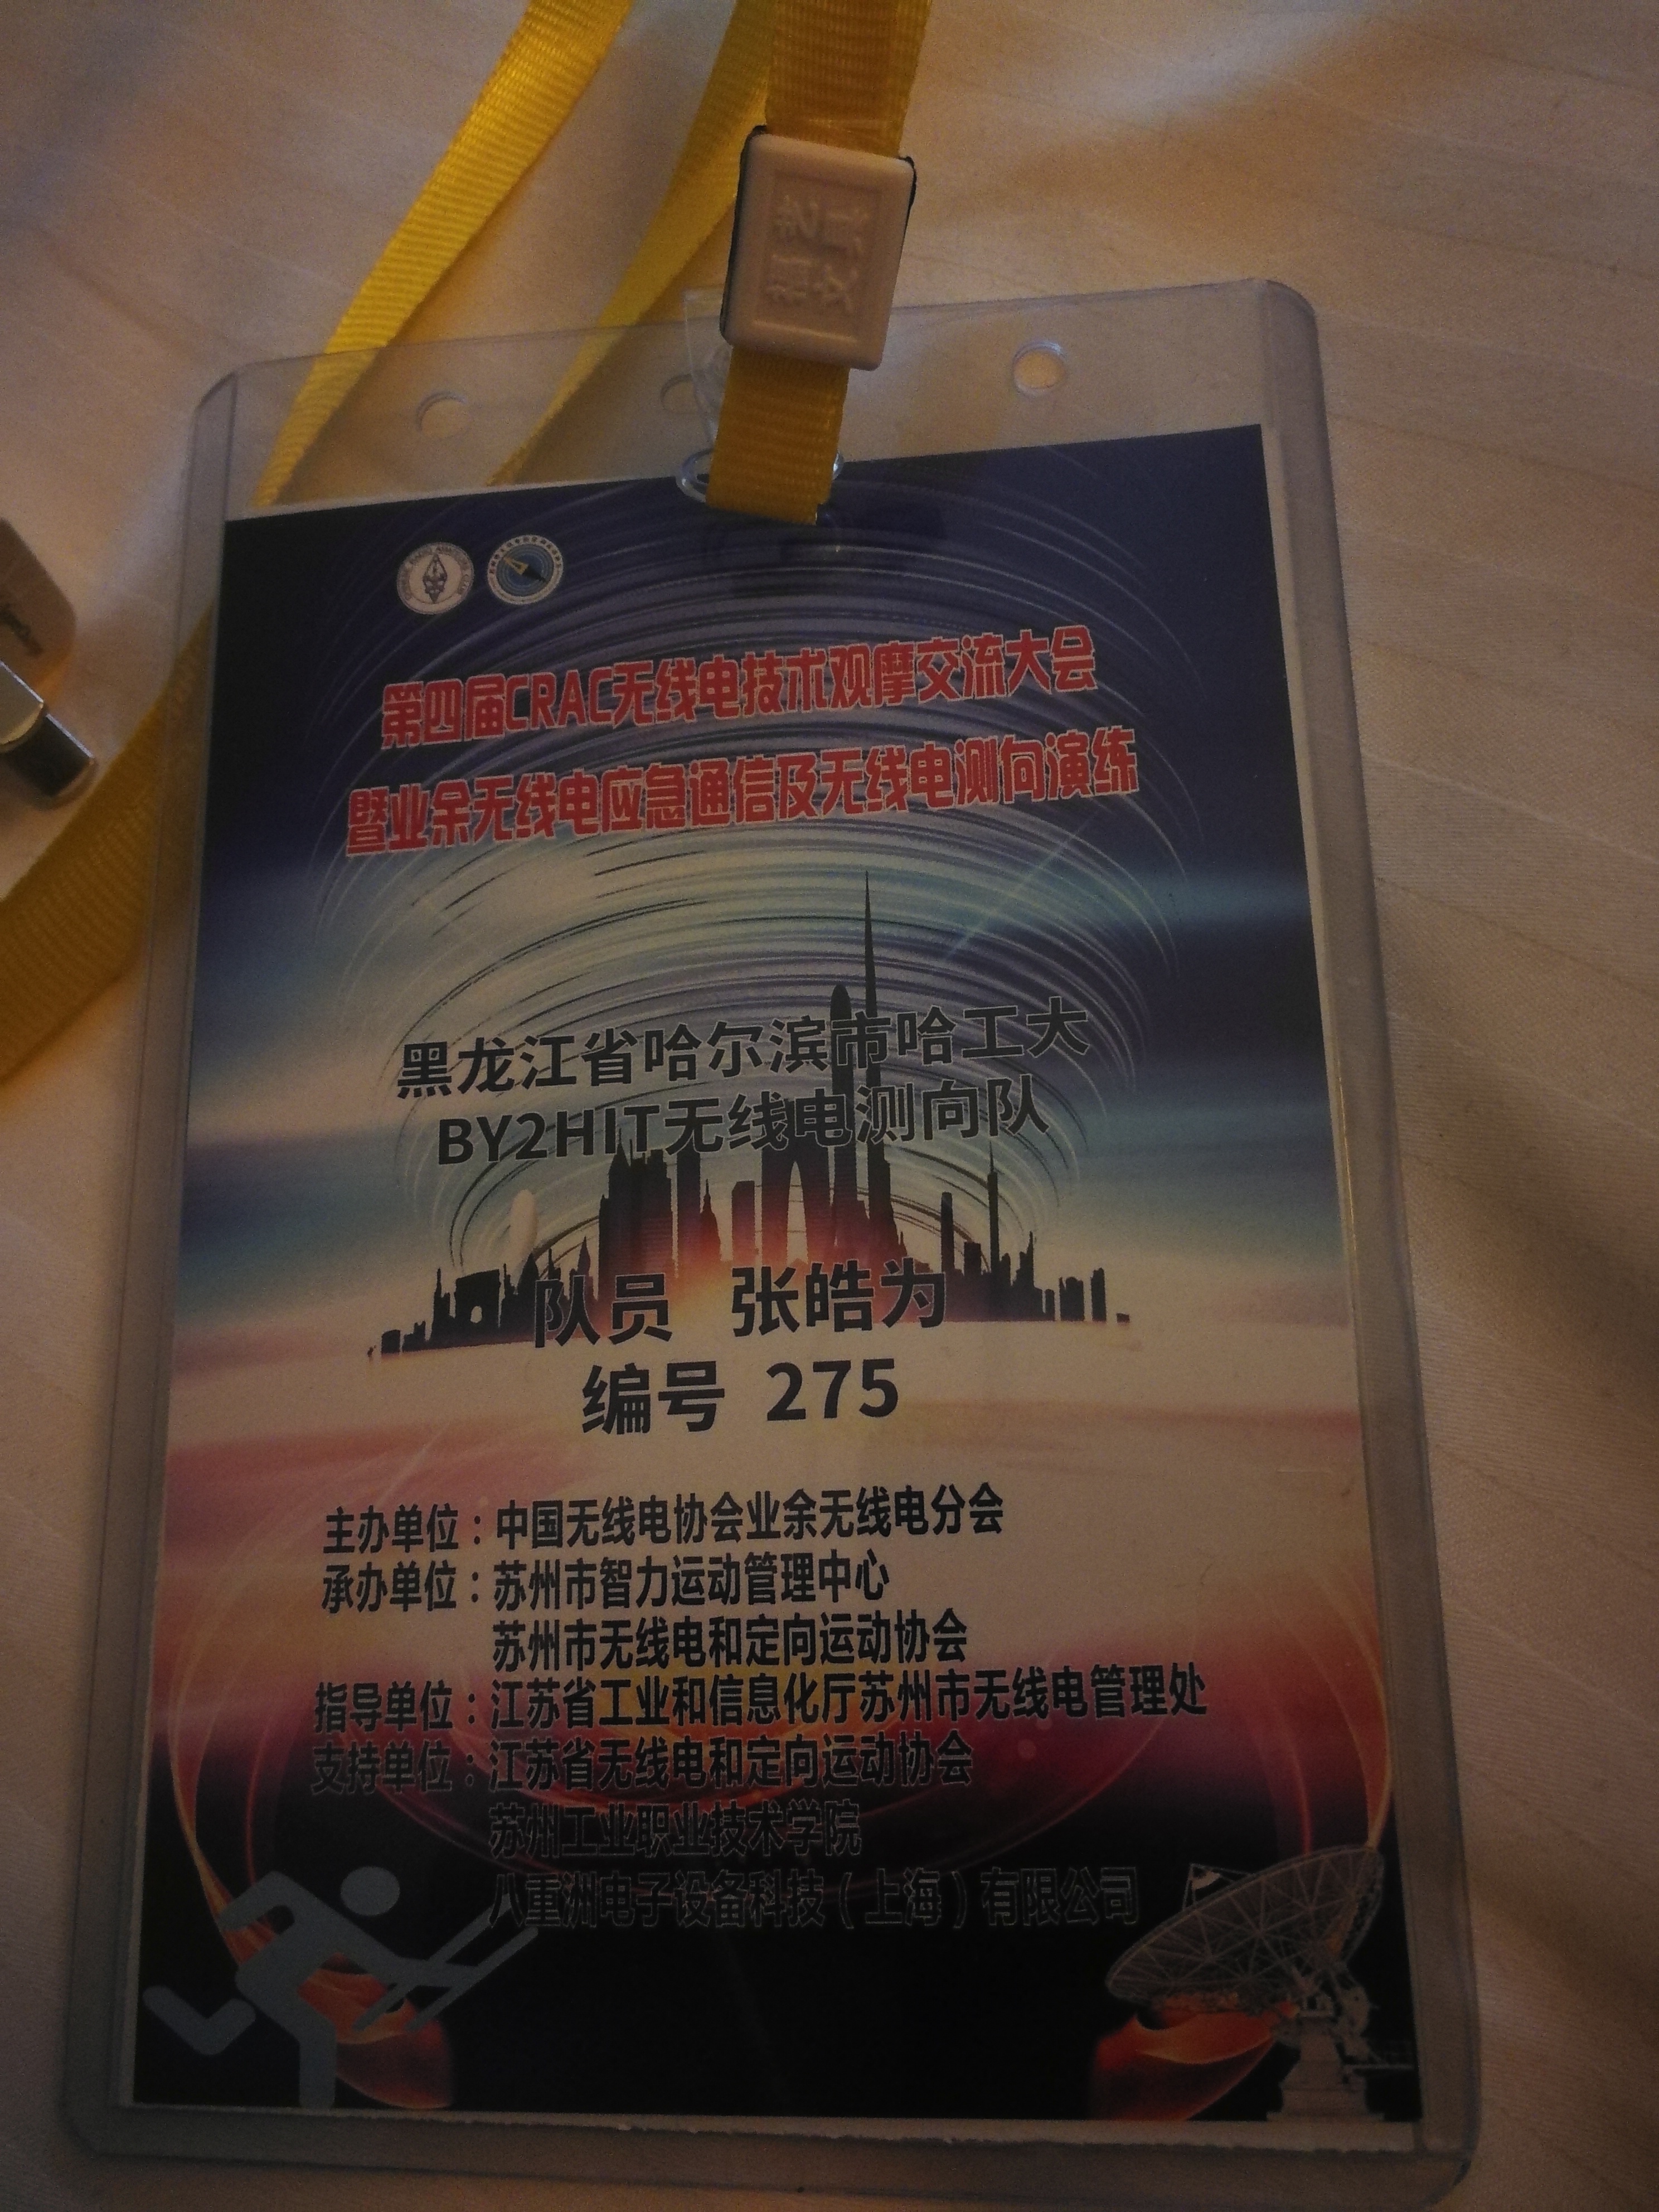 第四届CRAC无线电技术观摩交流大会
暨业余无线电应急通信及无线电测向演练
黑龙江省哈尔滨市哈工大
BY2HIT无线电测向队
队员 张皓为
编号 275
主办单位：中国无线电协会业余无线电分会
承办单位：苏州市智力运动管理中心
苏州市无线电和定向运动协会
指导单位：江苏省工业和信息化厅苏州市无线电管理处
支持单位：江苏省无线电和定向运动协会
苏州工业职业技术学院
八重洲电子设备科技（上海）有限公司